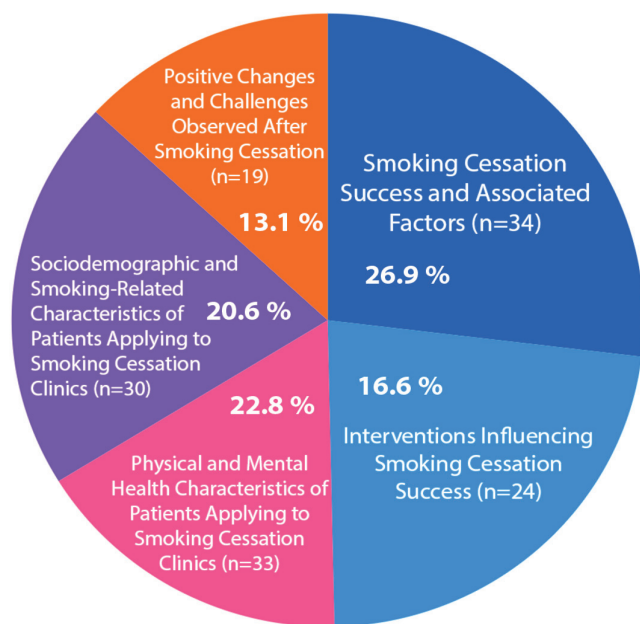 Positive Changes
and Challenges
Observed After
Smoking Cessation
(n=19)
13.1 %
Smoking Cessation
Success and Associated
Factors (n=34)
26.9 %
Sociodemographic and
Smoking-Related
Characteristics of
Patients Applying to
Smoking Cessation
Clinics (n=30)
20.6 %
16.6 %
Interventions Influencing
Smoking Cessation
Success (n=24)
22.8 %
Physical and Mental
Health Characteristics of
Patients Applying to
Smoking Cessation
Clinics (n=33)